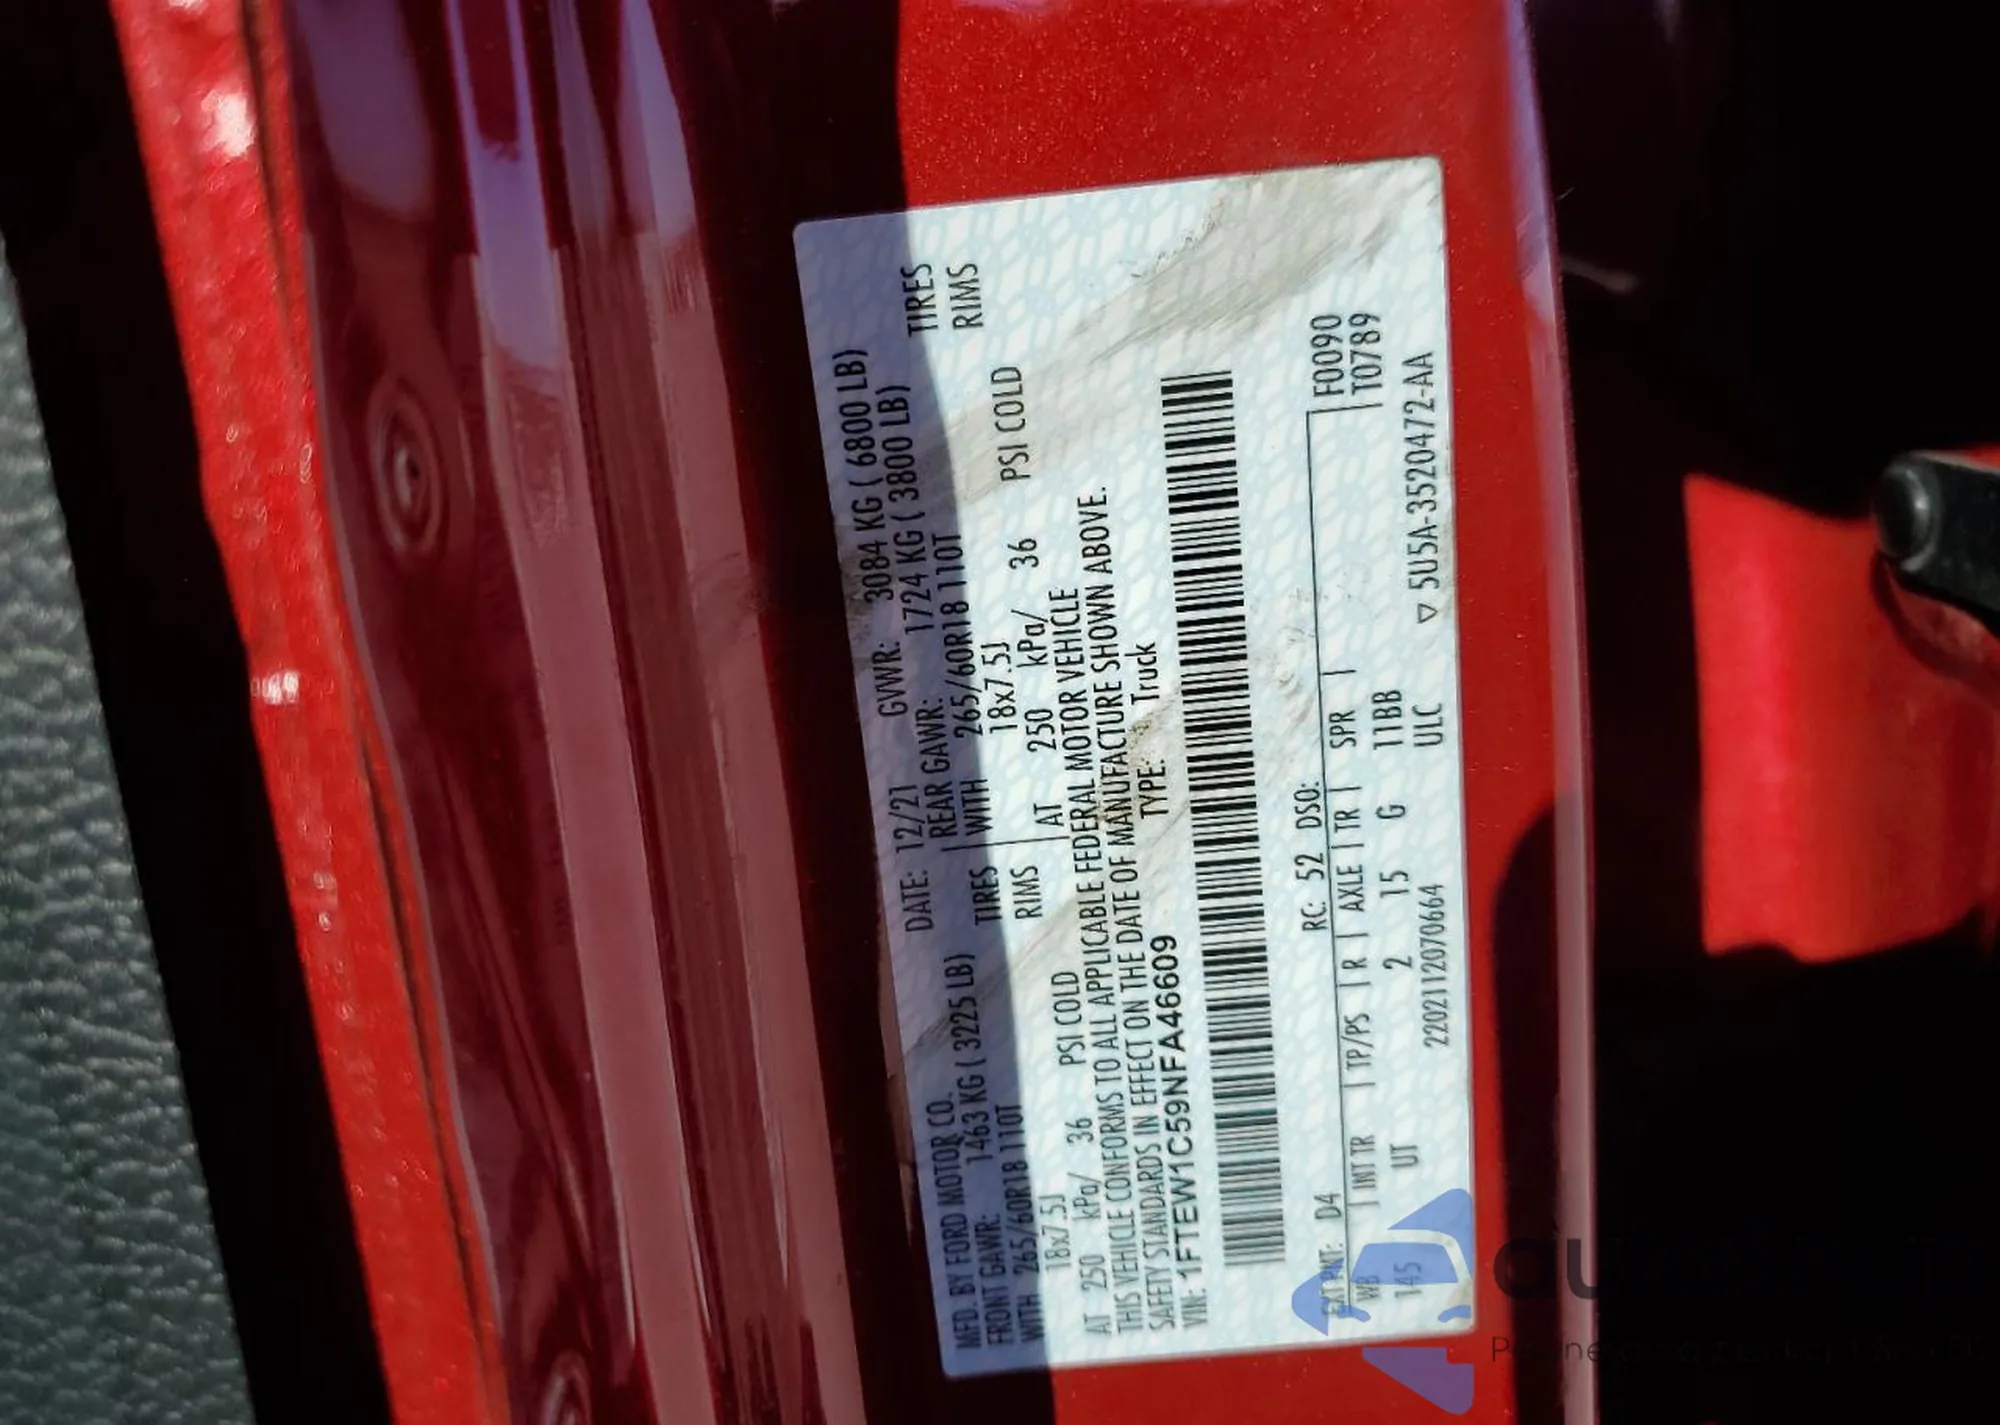 MFD. BY FORD MOTOR CO. DATE: 12/21 GVWR: 3084 KG ( 6800 LB)
FRONT GAWR: 1463 KG ( 3225 LB) REAR GAWR: 1724 KG ( 3800 LB)
WITH 265/60R18 110T TIRES WITH 265/60R18 110T TIRES
18x7.5J RIMS 18x7.5J RIMS
AT 250 kPa/ 36 PSI COLD AT 250 kPa/ 36 PSI COLD
THIS VEHICLE CONFORMS TO ALL APPLICABLE FEDERAL MOTOR VEHICLE
SAFETY STANDARDS IN EFFECT ON THE DATE OF MANUFACTURE SHOWN ABOVE.
VIN: 1FTEW1C59NFA46609 TYPE: Truck
EXT PNT: D4 RC: 52 DSO: F0090
WB INT TR TP/PS R AXLE TR SPR T0789
145 UT 2 15 G 11BB
2202112070664 ULC ▽ 5U5A-3520472-AA